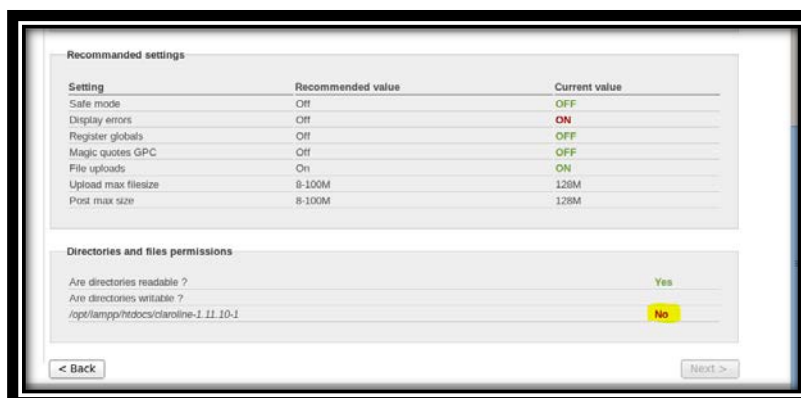 Recommanded settings
Setting Recommended value Current value
Safe mode Off OFF
Display errors Off ON
Register globals Off OFF
Magic quotes GPC Off OFF
File uploads On ON
Upload max filesize 8-100M 128M
Post max size 8-100M 128M
Directories and files permissions
Are directories readable ? Yes
Are directories writable ?
/opt/lampp/htdocs/claroline-1.11.10-1 No
< Back Next >